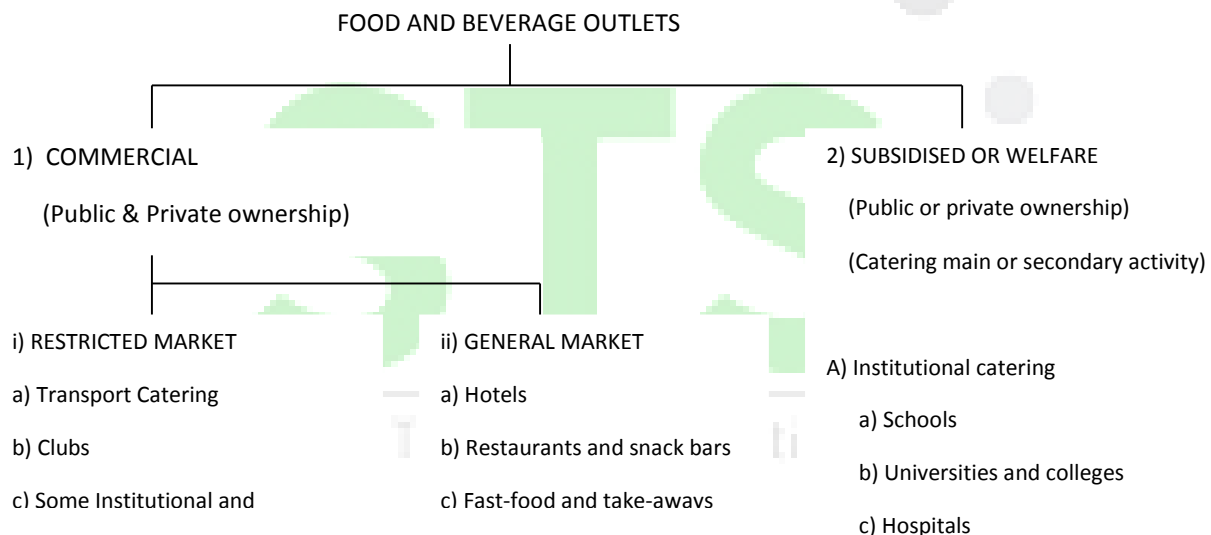 FOOD AND BEVERAGE OUTLETS
1) COMMERCIAL
(Public & Private ownership)
i) RESTRICTED MARKET
a) Transport Catering
b) Clubs
c) Some Institutional and
ii) GENERAL MARKET
a) Hotels
b) Restaurants and snack bars
c) Fast-food and take-aways
2) SUBSIDISED OR WELFARE
(Public or private ownership)
(Catering main or secondary activity)
A) Institutional catering
a) Schools
b) Universities and colleges
c) Hospitals